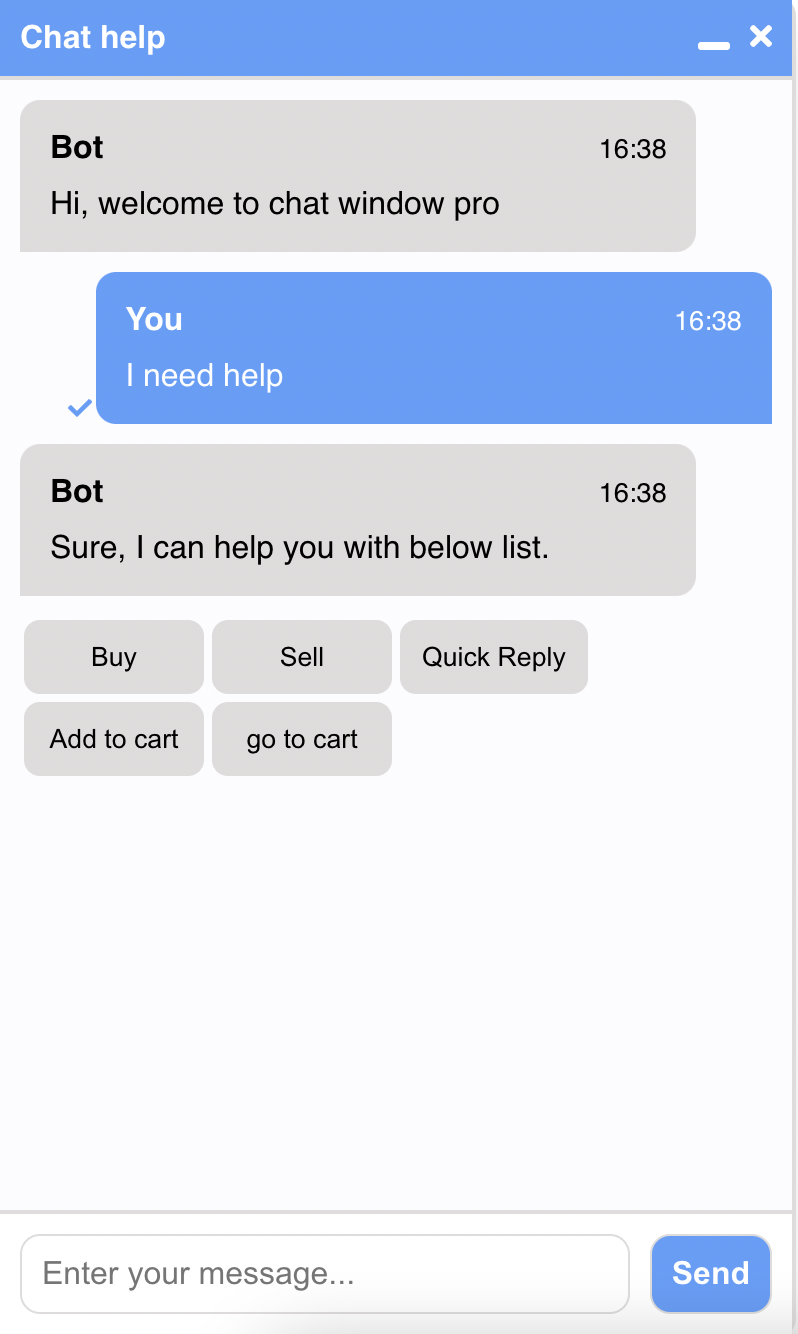 Chat help
Bot 16:38
Hi, welcome to chat window pro
You 16:38
I need help
Bot 16:38
Sure, I can help you with below list.
Buy Sell Quick Reply
Add to cart go to cart
Enter your message... Send